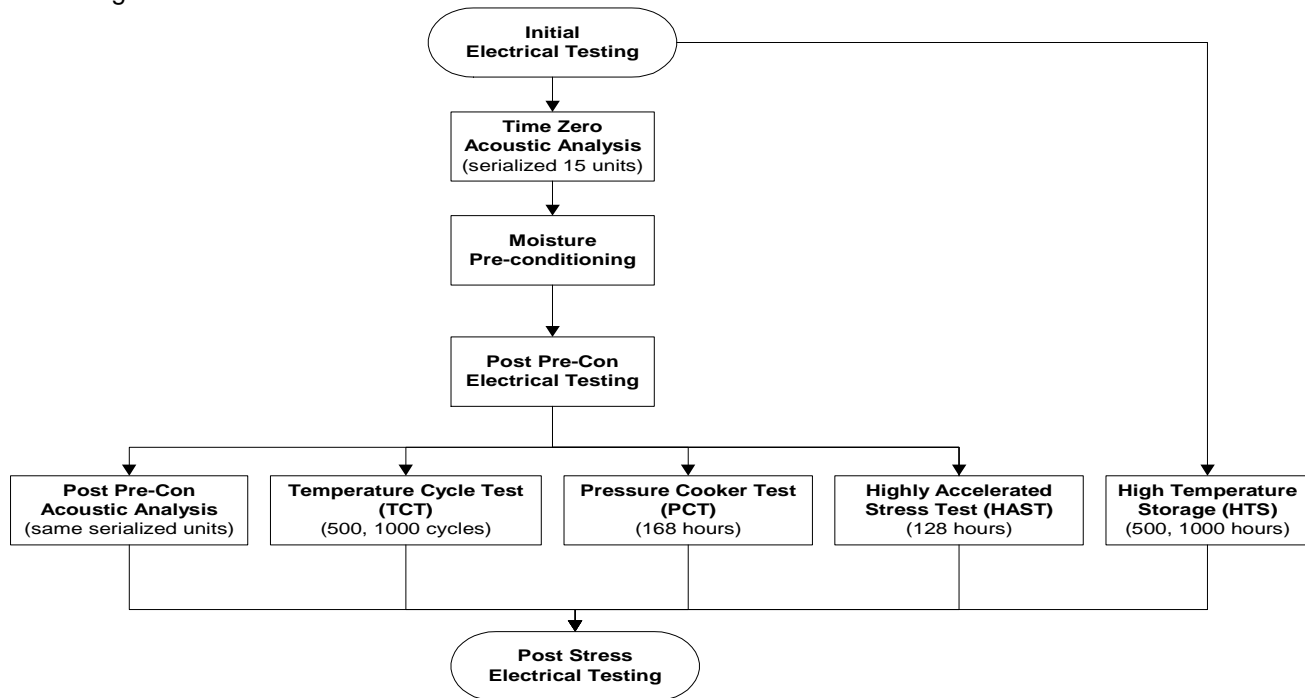 Initial
Electrical Testing
Time Zero
Acoustic Analysis
(serialized 15 units)
Moisture
Pre-conditioning
Post Pre-Con
Electrical Testing
Post Pre-Con
Acoustic Analysis
(same serialized units)
Temperature Cycle Test
(TCT)
(500, 1000 cycles)
Pressure Cooker Test
(PCT)
(168 hours)
Highly Accelerated
Stress Test (HAST)
(128 hours)
High Temperature
Storage (HTS)
(500, 1000 hours)
Post Stress
Electrical Testing